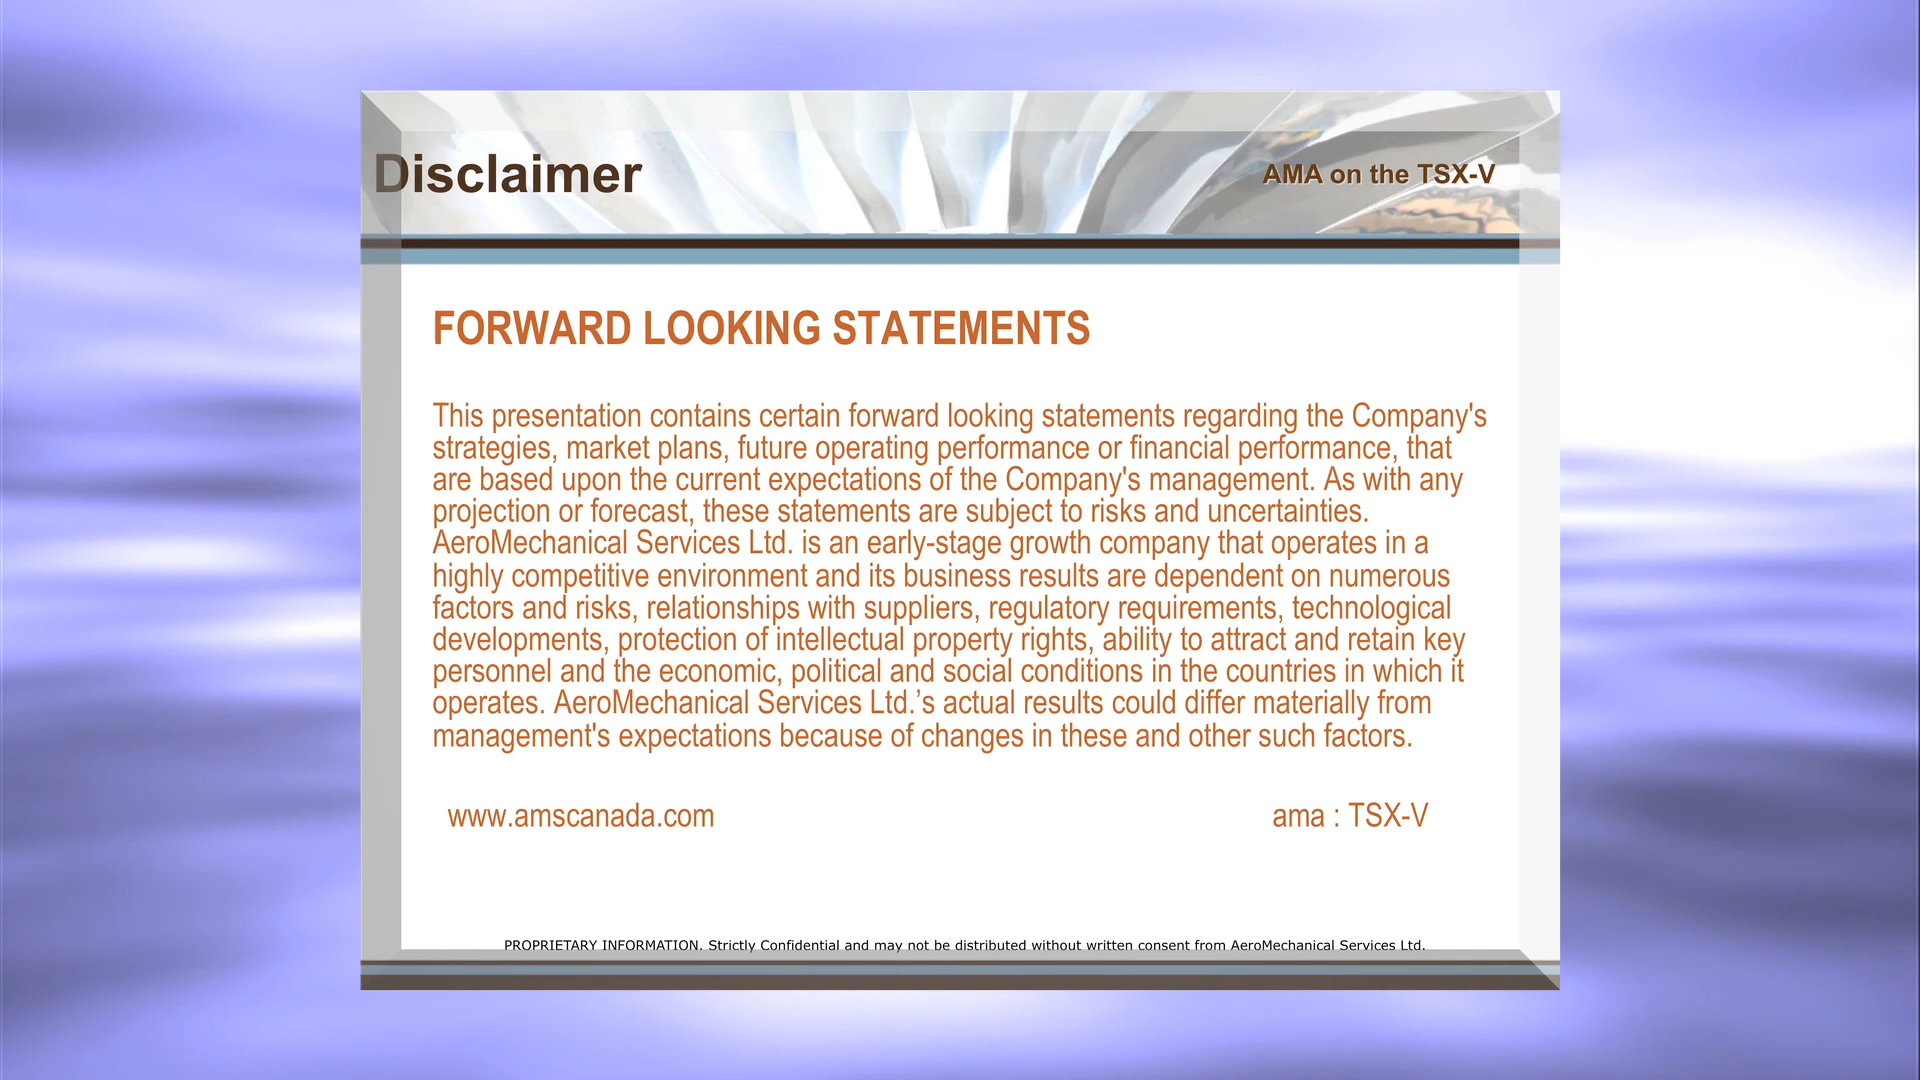 Disclaimer
AMA on the TSX-V
FORWARD LOOKING STATEMENTS
This presentation contains certain forward looking statements regarding the Company's
strategies, market plans, future operating performance or financial performance, that
are based upon the current expectations of the Company's management. As with any
projection or forecast, these statements are subject to risks and uncertainties.
AeroMechanical Services Ltd. is an early-stage growth company that operates in a
highly competitive environment and its business results are dependent on numerous
factors and risks, relationships with suppliers, regulatory requirements, technological
developments, protection of intellectual property rights, ability to attract and retain key
personnel and the economic, political and social conditions in the countries in which it
operates. AeroMechanical Services Ltd.’s actual results could differ materially from
management's expectations because of changes in these and other such factors.
www.amscanada.com
ama : TSX-V
PROPRIETARY INFORMATION. Strictly Confidential and may not be distributed without written consent from AeroMechanical Services Ltd.